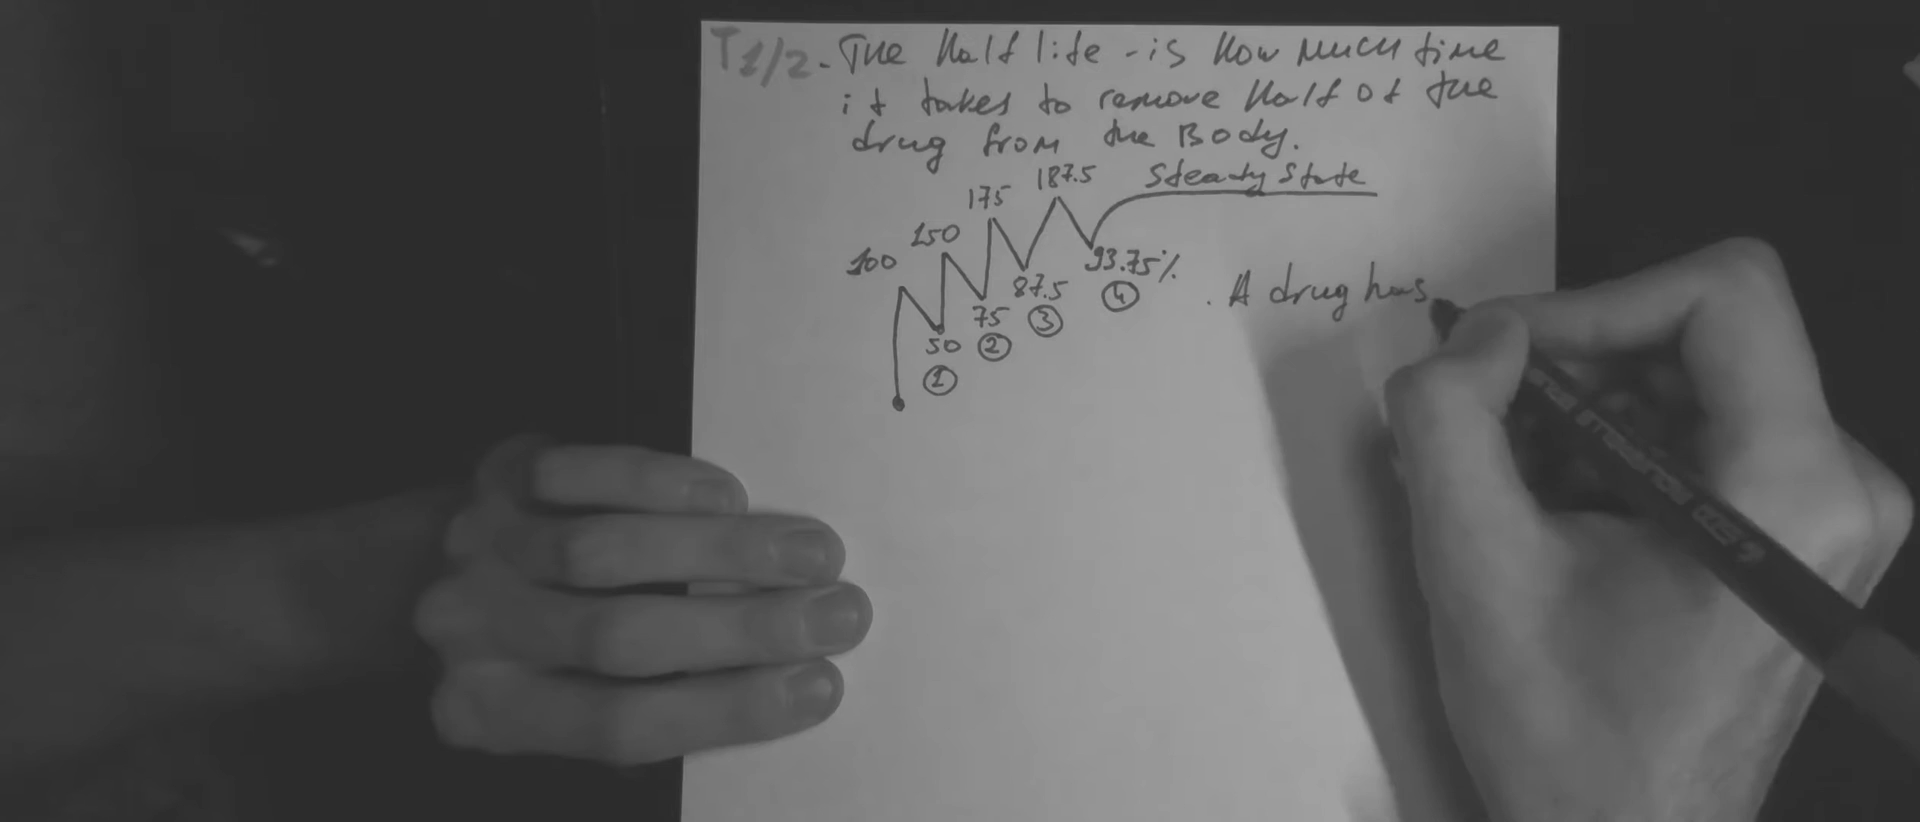 T1/2 - The Half life - is How much time
it takes to remove Half of the
drug from the Body.
187.5 Steady State
175
150
100
93.75%
④
87.5
③
75
②
50
①
. A drug has